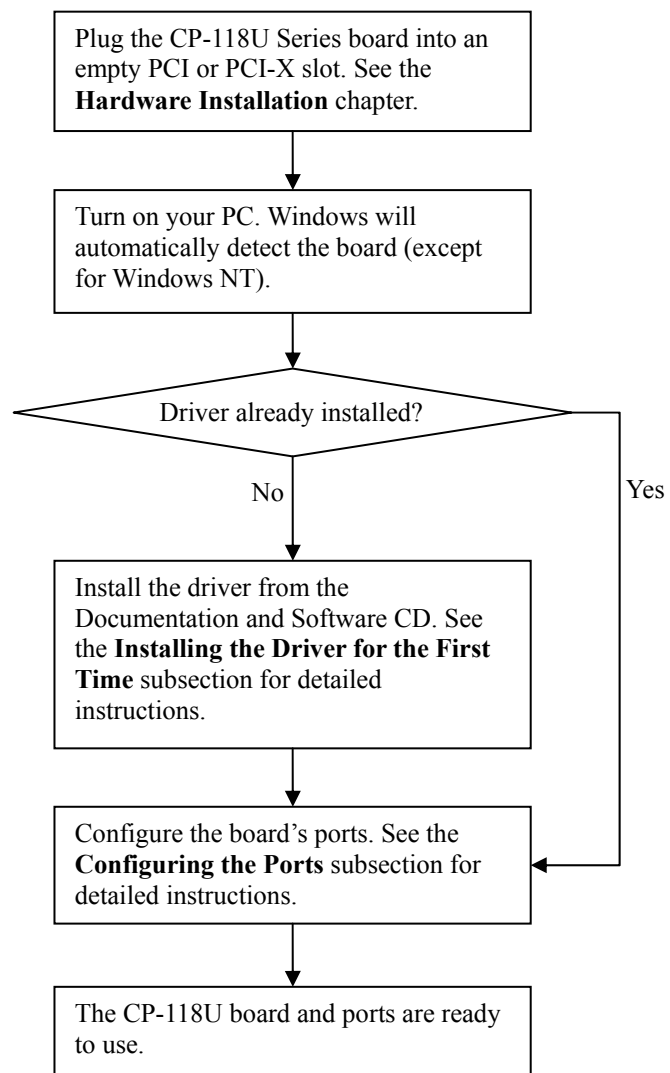 Plug the CP-118U Series board into an
empty PCI or PCI-X slot. See the
Hardware Installation chapter.
Turn on your PC. Windows will
automatically detect the board (except
for Windows NT).
Driver already installed?
No
Yes
Install the driver from the
Documentation and Software CD. See
the Installing the Driver for the First
Time subsection for detailed
instructions.
Configure the board’s ports. See the
Configuring the Ports subsection for
detailed instructions.
The CP-118U board and ports are ready
to use.